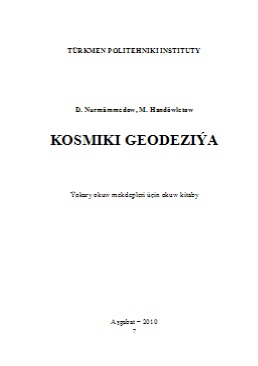 TÜRKMEN POLITEHNIKI INSTITUTY
D. Nurmämmedow, M. Handöwletow
KOSMIKI GEODEZIÝA
Ýokary okuw mekdepleri üçin okuw kitaby
Aşgabat – 2010
7